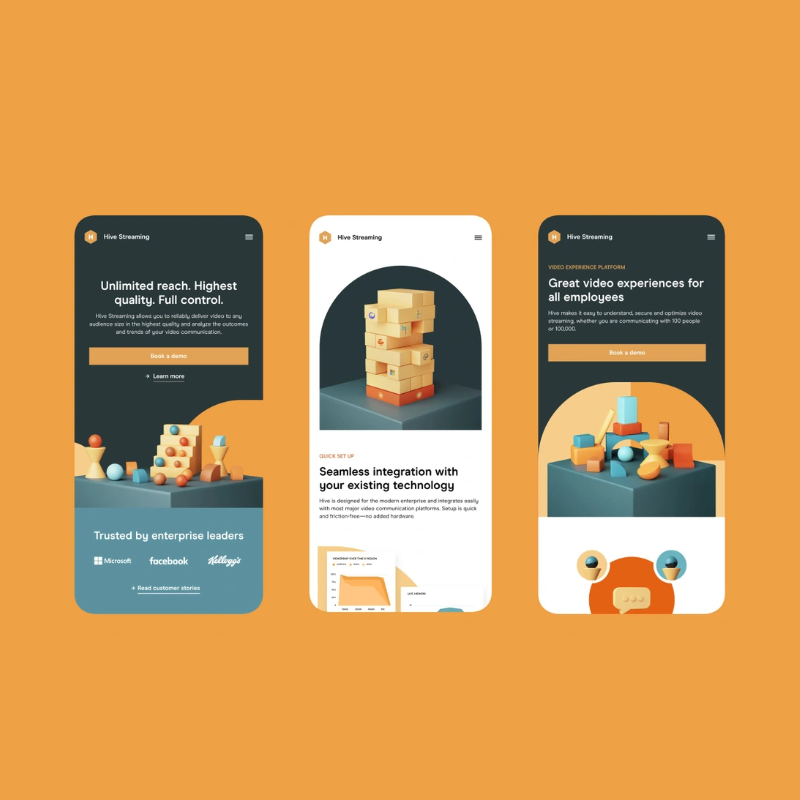 H
Hive Streaming
Unlimited reach. Highest
quality. Full control.
Hive Streaming allows you to reliably deliver video to any
audience size in the highest quality and analyze the outcomes
and trends of your video communication.
Book a demo
→ Learn more
Trusted by enterprise leaders
Microsoft
facebook
Kellogg's
→ Read customer stories
H
Hive Streaming
QUICK SET UP
Seamless integration with
your existing technology
Hive is designed for the modern enterprise and integrates easily
with most major video communication platforms. Setup is quick
and friction-free—no added hardware.
H
Hive Streaming
VIDEO EXPERIENCE PLATFORM
Great video experiences for
all employees
Hive makes it easy to understand, secure and optimize video
streaming, whether you are communicating with 100 people
or 100,000.
Book a demo